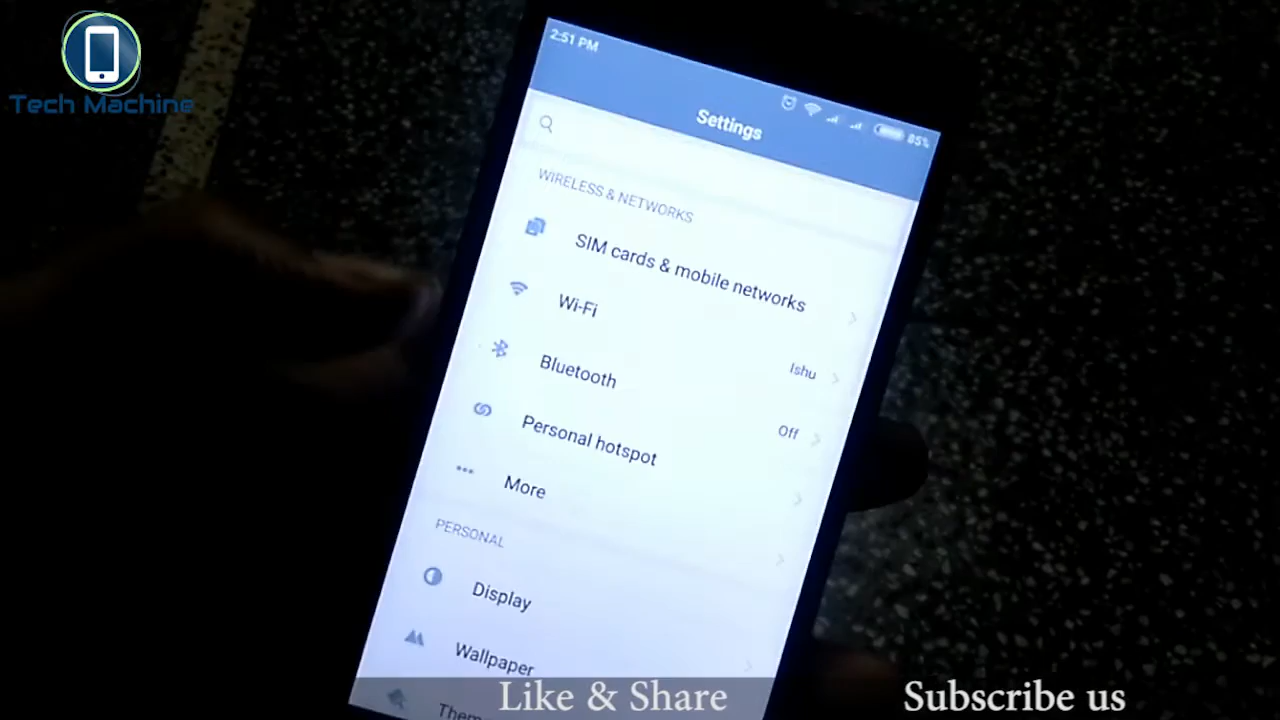 Tech Machine
2:51 PM
85%
Settings
WIRELESS & NETWORKS
SIM cards & mobile networks
Wi-Fi
Ishu
Bluetooth
Off
Personal hotspot
More
PERSONAL
Display
Wallpaper
Like & Share
Subscribe us